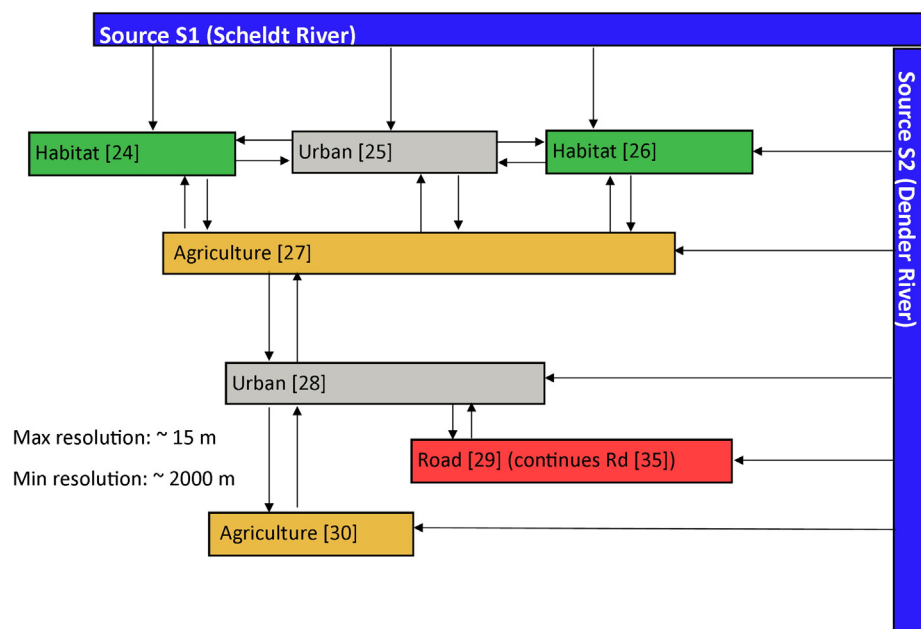 Source S1 (Scheldt River)
Source S2 (Dender River)
Habitat [24]
Urban [25]
Habitat [26]
Agriculture [27]
Urban [28]
Max resolution: ~ 15 m
Road [29] (continues Rd [35])
Min resolution: ~ 2000 m
Agriculture [30]